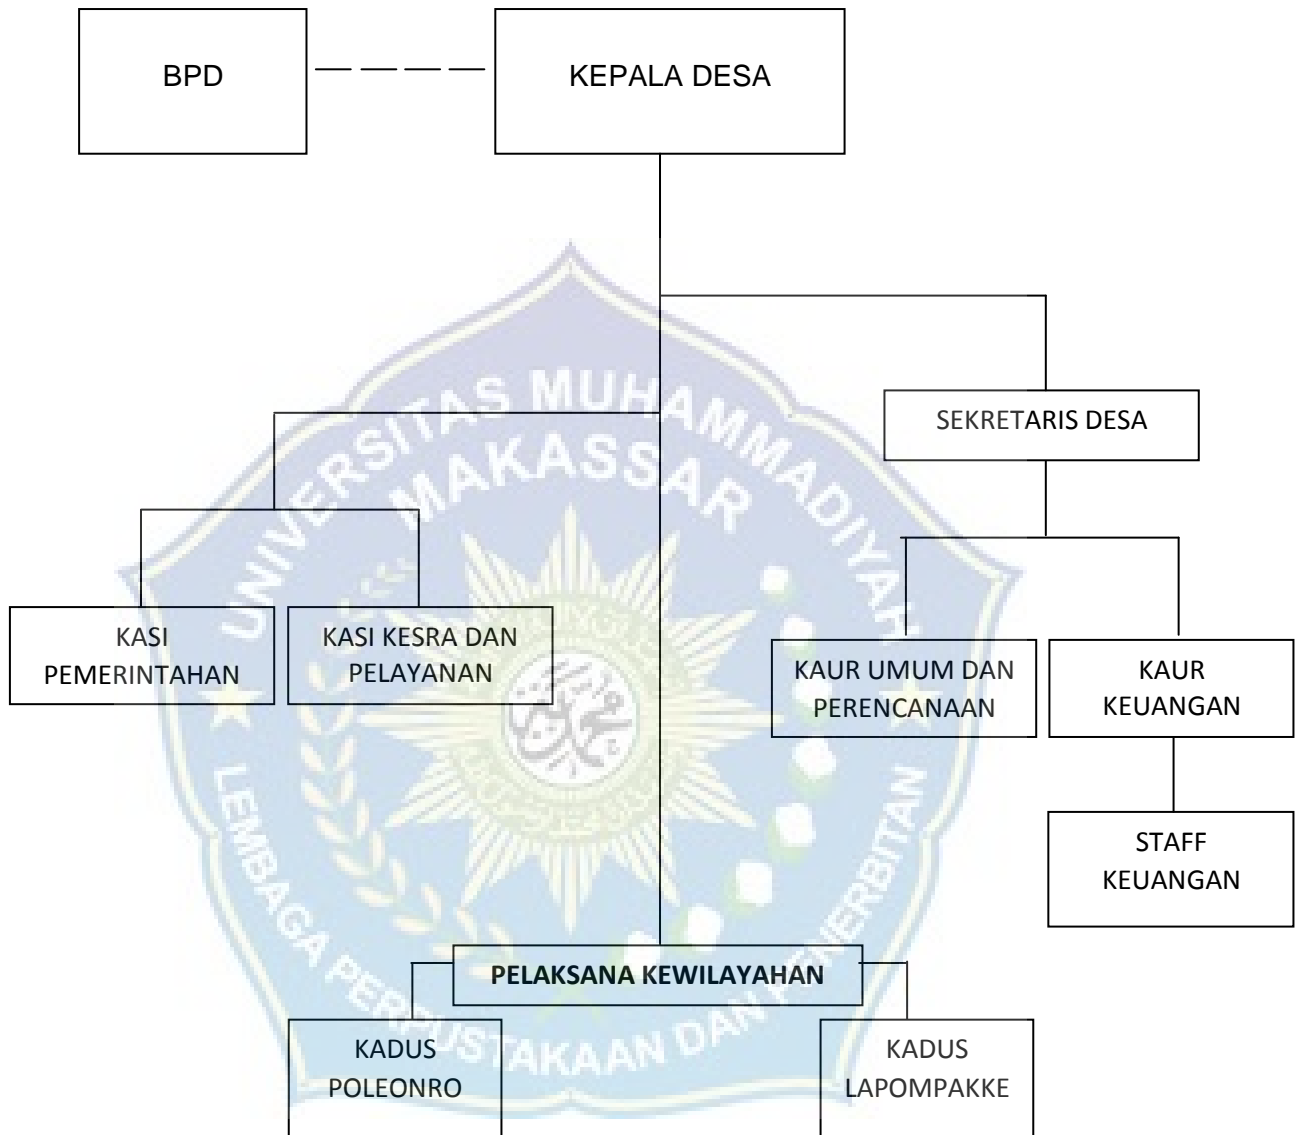 BPD
KEPALA DESA
SEKRETARIS DESA
KASI
PEMERINTAHAN
KASI KESRA DAN
PELAYANAN
KAUR UMUM DAN
PERENCANAAN
KAUR
KEUANGAN
STAFF
KEUANGAN
PELAKSANA KEWILAYAHAN
KADUS
POLEONRO
KADUS
LAPOMPAKKE
UNIVERSITAS MUHAMMADIYAH
MAKASSAR
LEMBAGA PERPUSTAKAAN DAN PENERBITAN